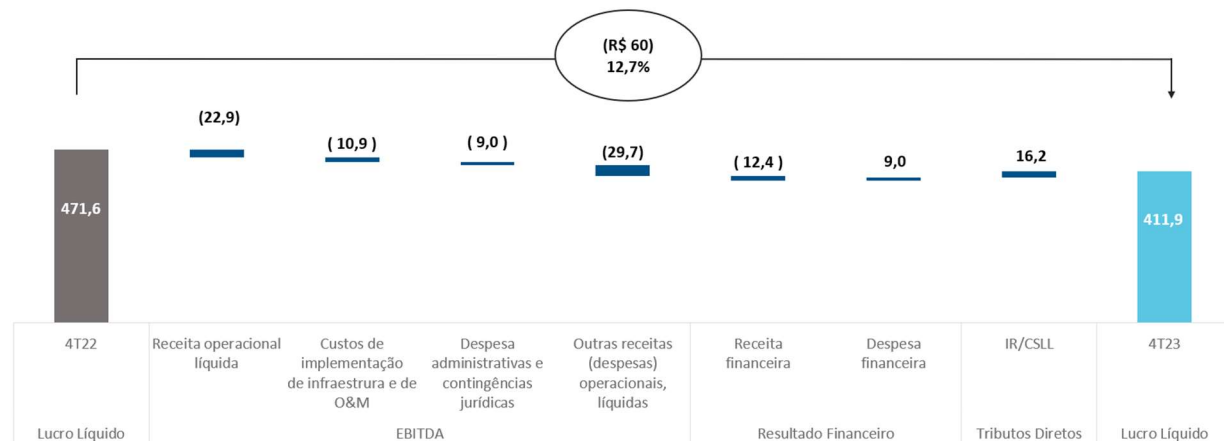 (R$ 60)
12,7%
(22,9)
( 10,9 )
( 9,0 )
(29,7)
( 12,4 )
9,0
16,2
471,6
411,9
4T22
Receita operacional
líquida
Custos de
implementação
de infraestrura e de
O&M
Despesa
administrativas e
contingências
jurídicas
Outras receitas
(despesas)
operacionais,
líquidas
Receita
financeira
Despesa
financeira
IR/CSLL
4T23
Lucro Líquido
EBITDA
Resultado Financeiro
Tributos Diretos
Lucro Líquido